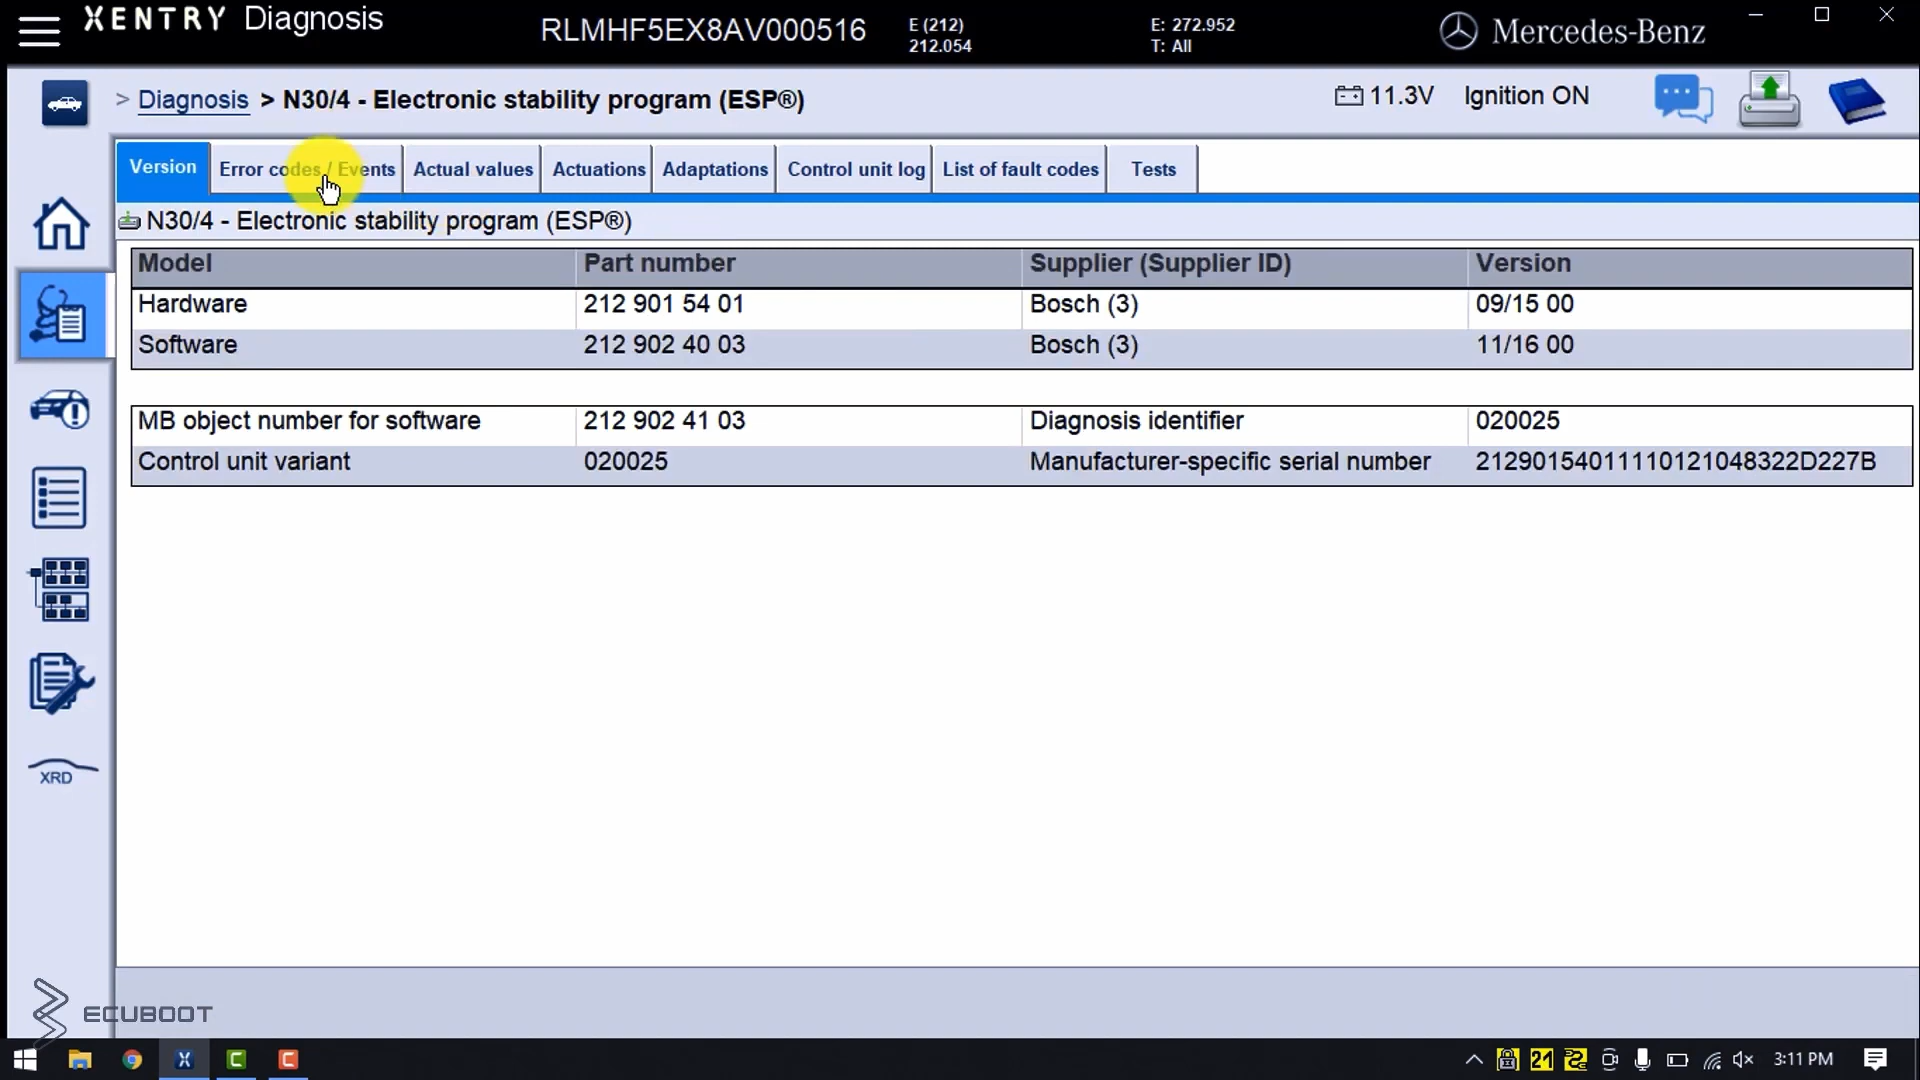 XENTRY Diagnosis
RLMHF5EX8AV000516
E (212)
212.054
E: 272.952
T: All
Mercedes-Benz
> Diagnosis > N30/4 - Electronic stability program (ESP®)
11.3V
Ignition ON
Version
Error codes / Events
Actual values
Actuations
Adaptations
Control unit log
List of fault codes
Tests
N30/4 - Electronic stability program (ESP®)
Model Part number Supplier (Supplier ID) Version
Hardware 212 901 54 01 Bosch (3) 09/15 00
Software 212 902 40 03 Bosch (3) 11/16 00
MB object number for software 212 902 41 03 Diagnosis identifier 020025
Control unit variant 020025 Manufacturer-specific serial number 21290154011110121048322D227B
XRD
ECUBOOT
X
C
C
21
3:11 PM